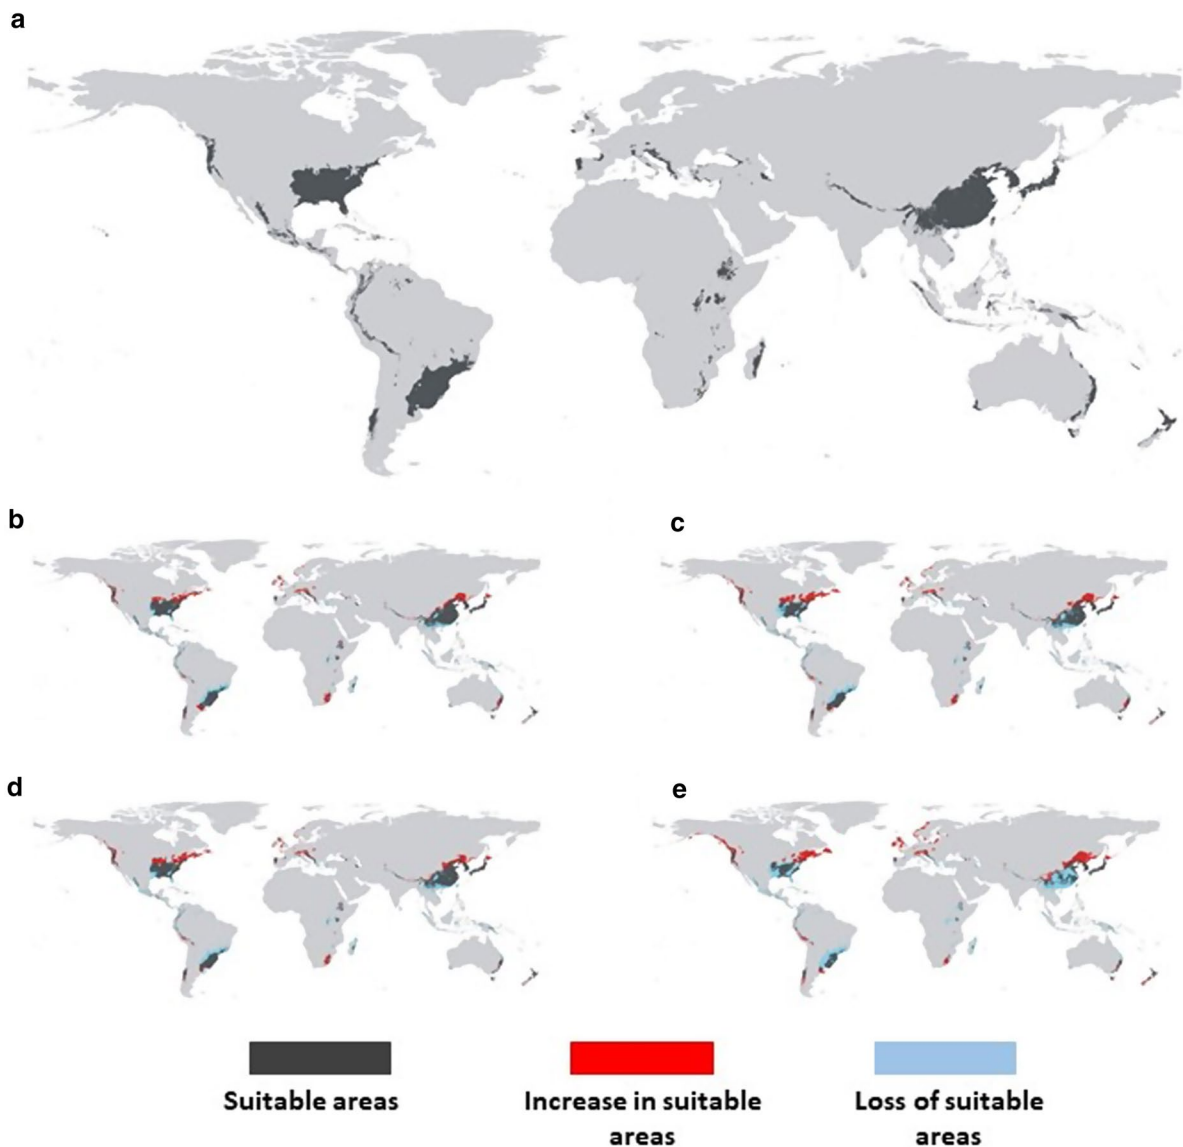 a
b
c
d
e
Suitable areas
Increase in suitable
areas
Loss of suitable
areas